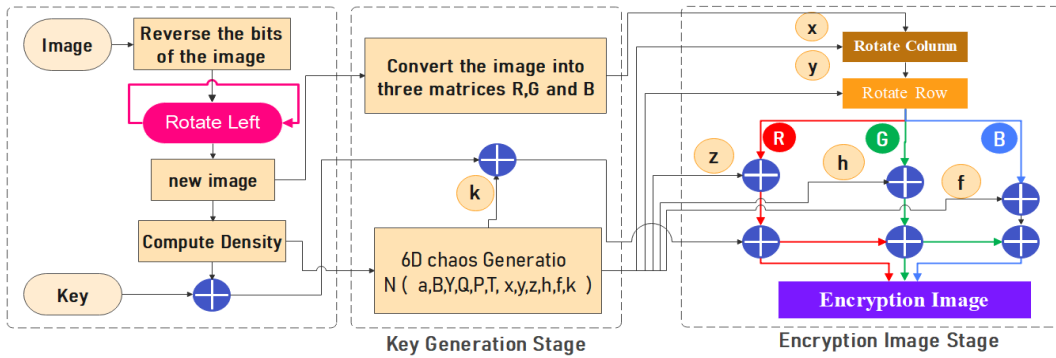 Image
Reverse the bits
of the image
Rotate Left
new image
Compute Density
Key
Convert the image into
three matrices R,G and B
k
6D chaos Generatio
N ( a,B,Y,Q,P,T, x,y,z,h,f,k )
Key Generation Stage
x
y
Rotate Column
Rotate Row
R
G
B
z
h
f
Encryption Image
Encryption Image Stage